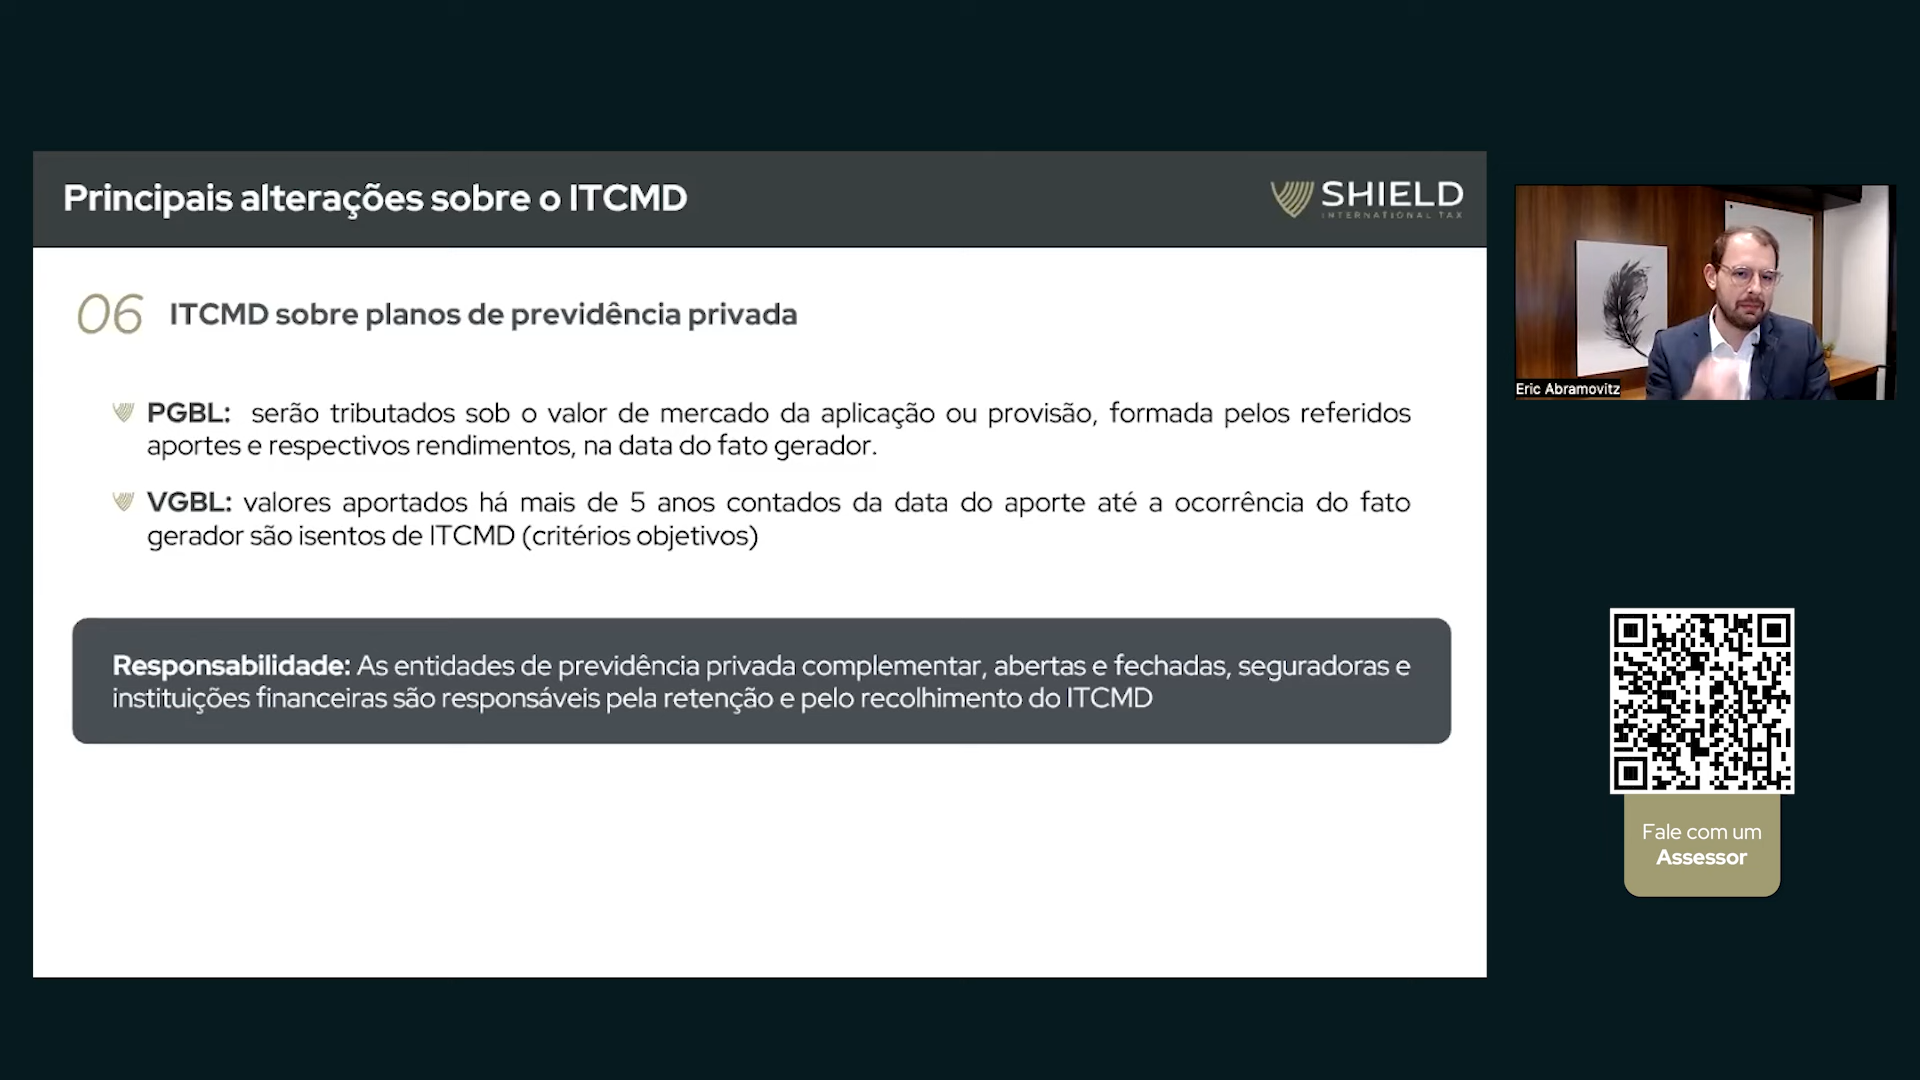 Principais alterações sobre o ITCMD
SHIELD
INTERNATIONAL TAX
06 ITCMD sobre planos de previdência privada
PGBL: serão tributados sob o valor de mercado da aplicação ou provisão, formada pelos referidos
aportes e respectivos rendimentos, na data do fato gerador.
VGBL: valores aportados há mais de 5 anos contados da data do aporte até a ocorrência do fato
gerador são isentos de ITCMD (critérios objetivos)
Responsabilidade: As entidades de previdência privada complementar, abertas e fechadas, seguradoras e
instituições financeiras são responsáveis pela retenção e pelo recolhimento do ITCMD
Eric Abramovitz
Fale com um
Assessor